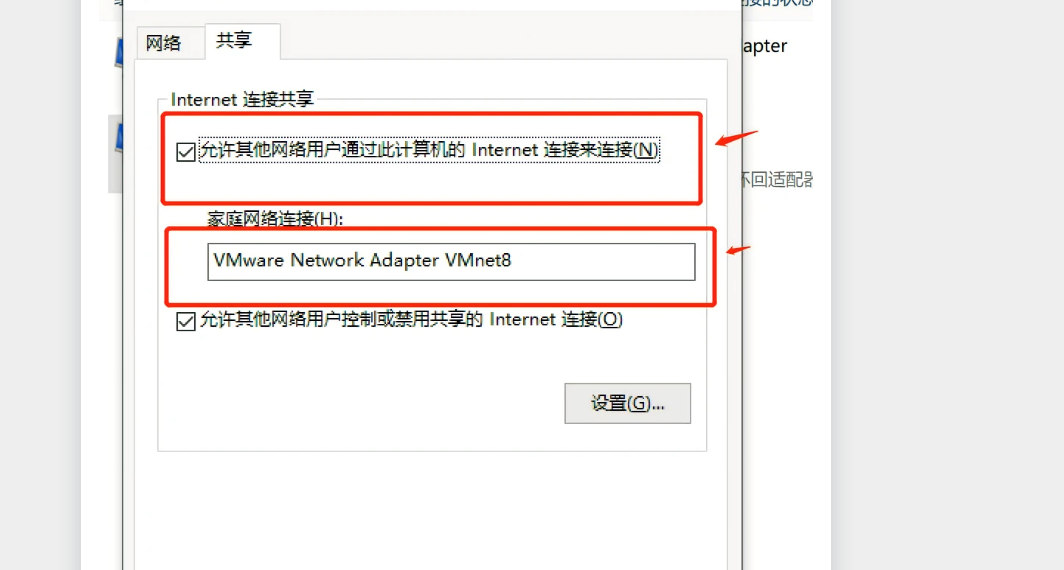 网络
共享
apter
Internet 连接共享
允许其他网络用户通过此计算机的 Internet 连接来连接(N)
回适配器
家庭网络连接(H):
VMware Network Adapter VMnet8
允许其他网络用户控制或禁用共享的 Internet 连接(O)
设置(G)...